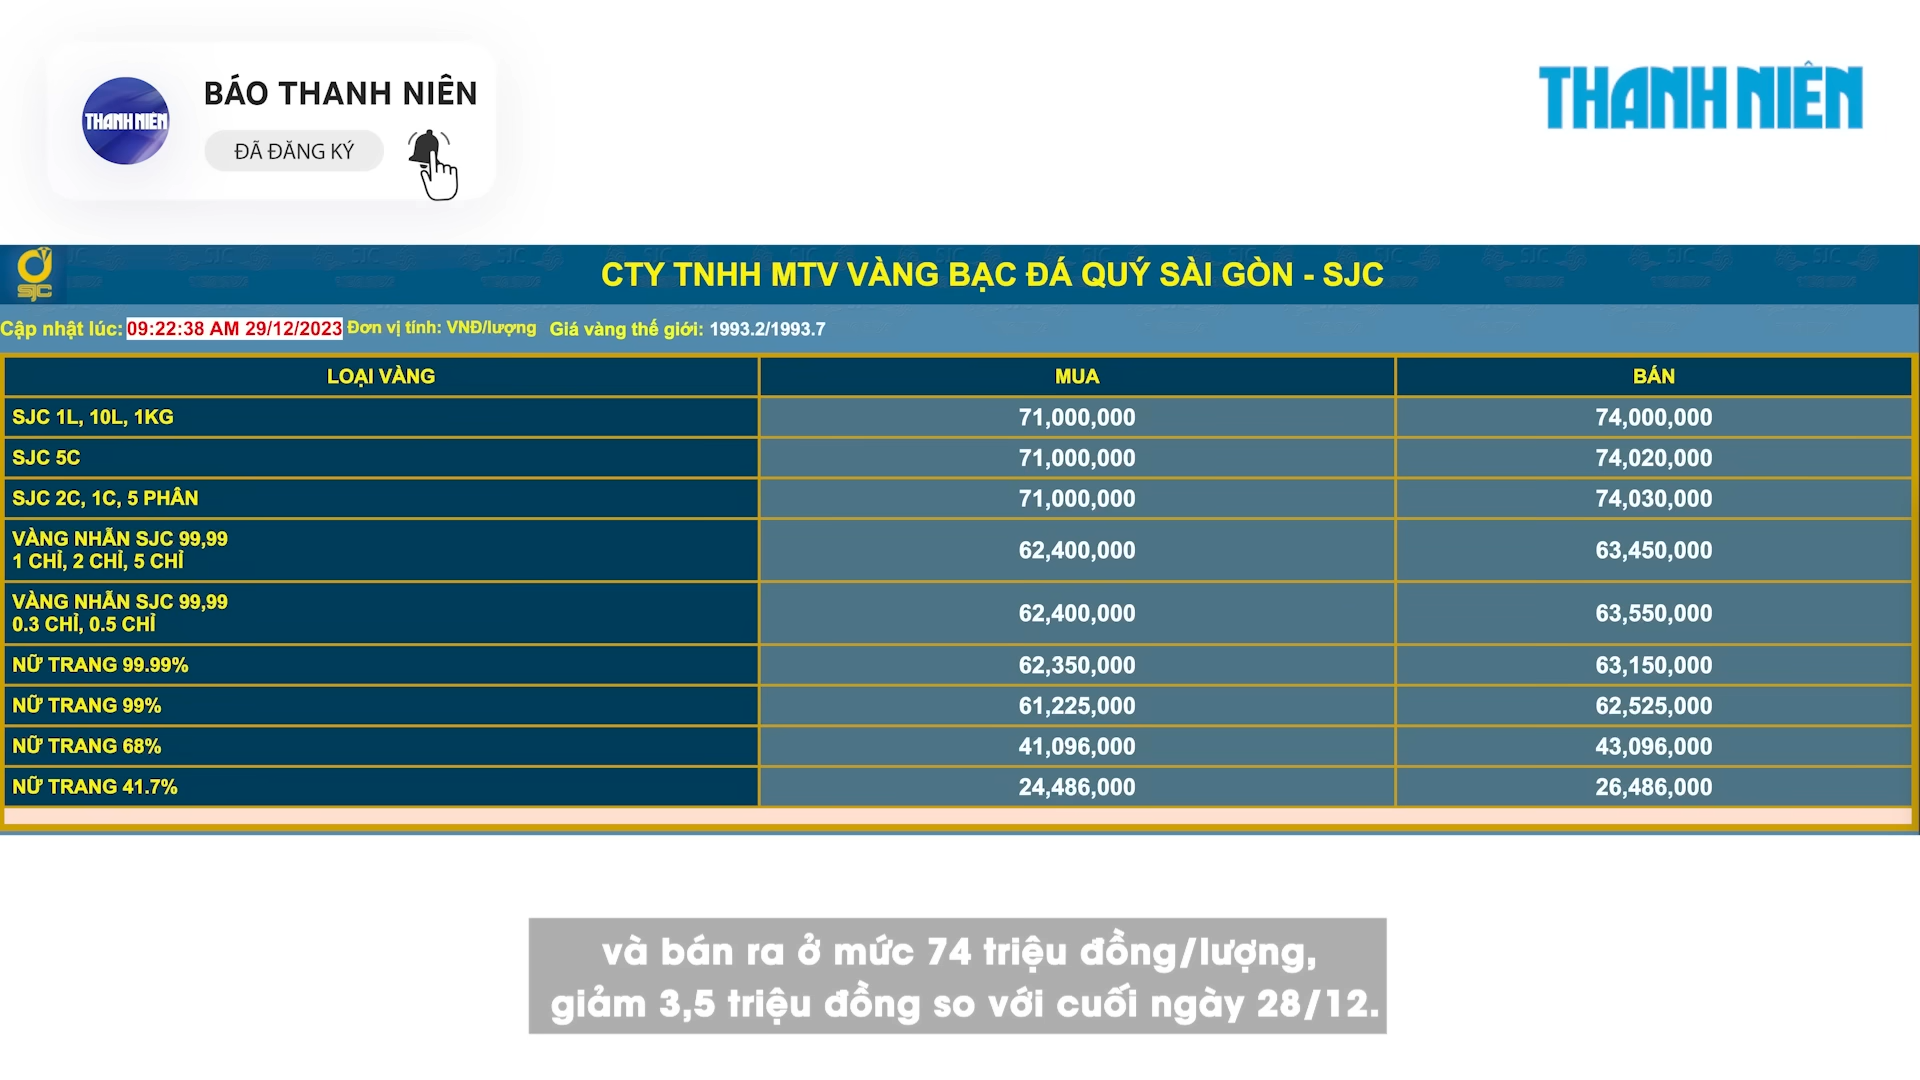 BÁO THANH NIÊN
THANH NIÊN
ĐÃ ĐĂNG KÝ
THANH NIÊN
SJC
CTY TNHH MTV VÀNG BẠC ĐÁ QUÝ SÀI GÒN - SJC
Cập nhật lúc: 09:22:38 AM 29/12/2023 Đơn vị tính: VNĐ/lượng Giá vàng thế giới: 1993.2/1993.7
LOẠI VÀNG MUA BÁN
SJC 1L, 10L, 1KG 71,000,000 74,000,000
SJC 5C 71,000,000 74,020,000
SJC 2C, 1C, 5 PHÂN 71,000,000 74,030,000
VÀNG NHẪN SJC 99,99
1 CHỈ, 2 CHỈ, 5 CHỈ 62,400,000 63,450,000
VÀNG NHẪN SJC 99,99
0.3 CHỈ, 0.5 CHỈ 62,400,000 63,550,000
NỮ TRANG 99.99% 62,350,000 63,150,000
NỮ TRANG 99% 61,225,000 62,525,000
NỮ TRANG 68% 41,096,000 43,096,000
NỮ TRANG 41.7% 24,486,000 26,486,000
và bán ra ở mức 74 triệu đồng/lượng,
giảm 3,5 triệu đồng so với cuối ngày 28/12.